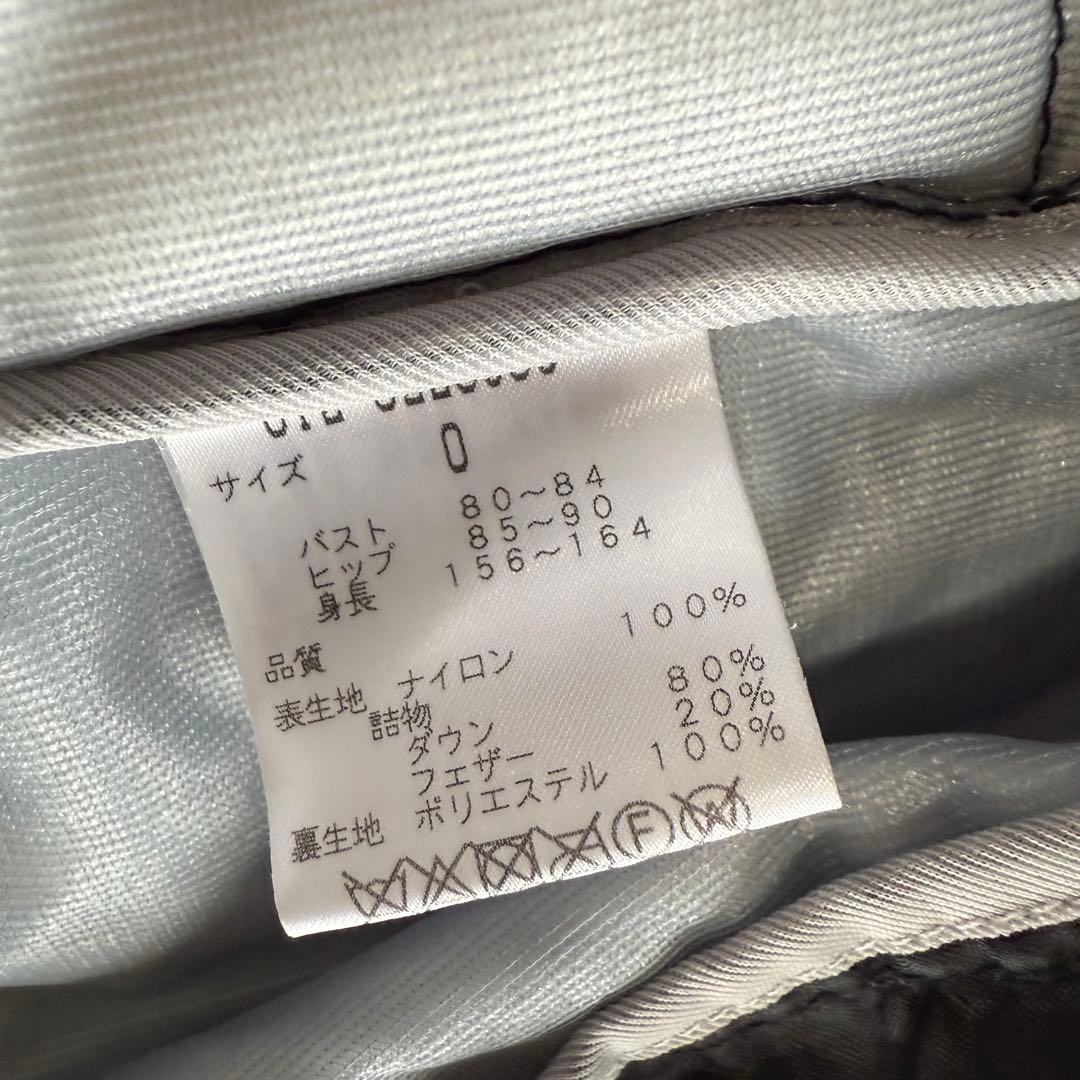 サイズ 0
バスト 80～84
ヒップ 85～90
身長 156～164
品質
表生地 ナイロン 100%
詰物
ダウン 80%
フェザー 20%
裏生地 ポリエステル 100%
F W